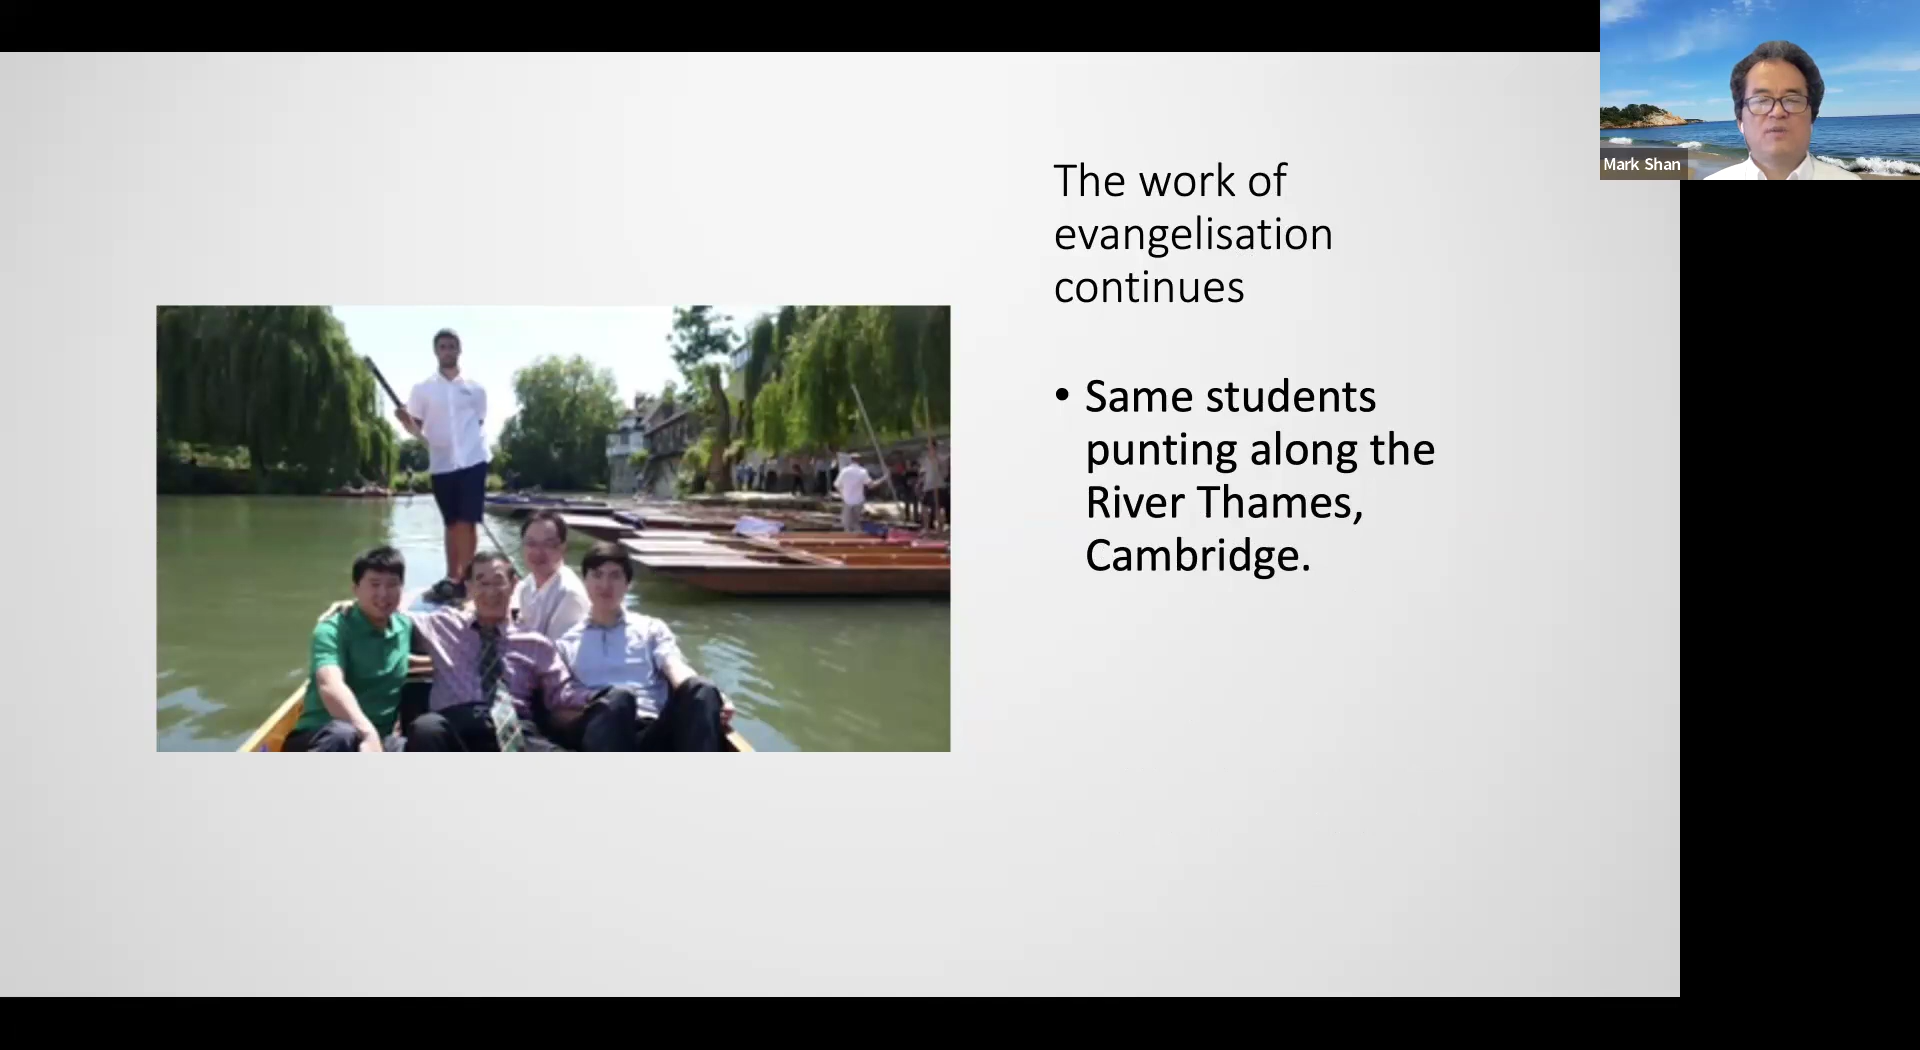 Mark Shan
The work of
evangelisation
continues
• Same students
punting along the
River Thames,
Cambridge.